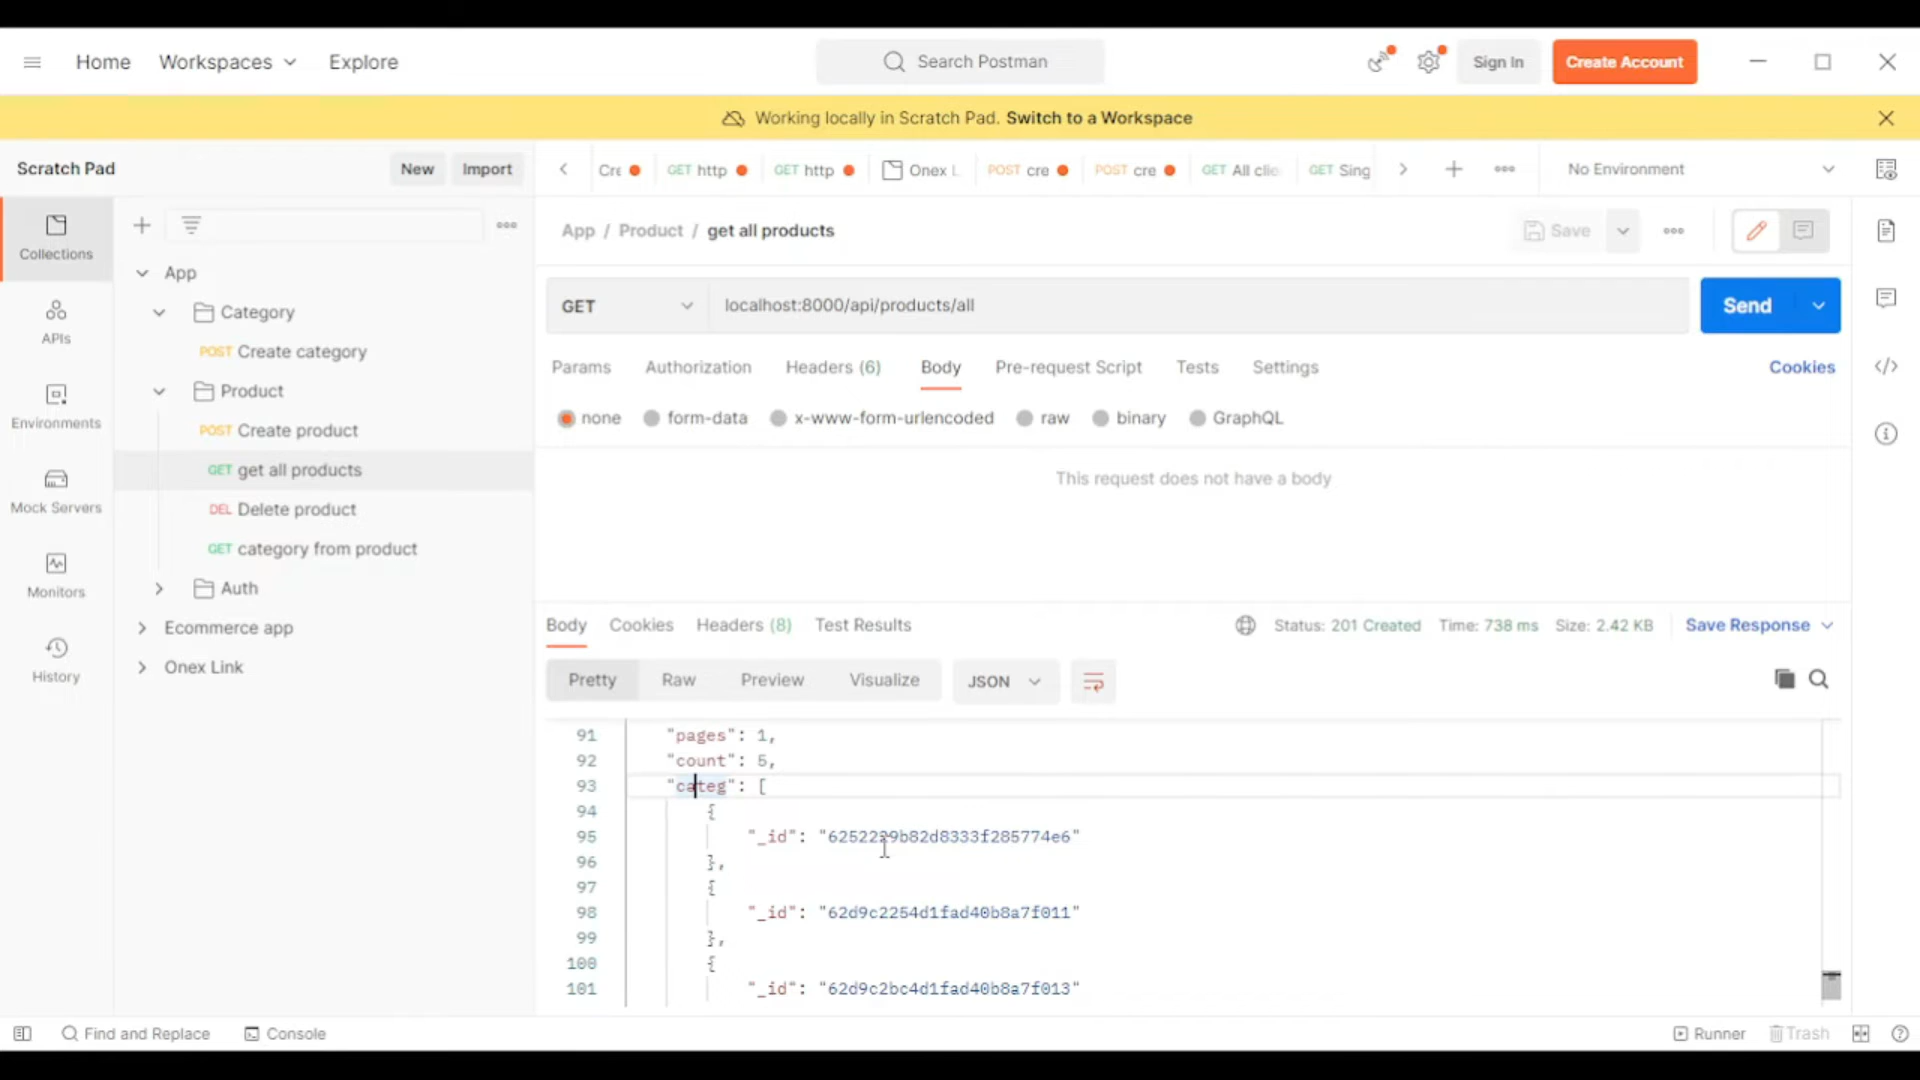 Home Workspaces Explore Search Postman Sign In Create Account
Working locally in Scratch Pad. Switch to a Workspace
Scratch Pad New Import Cre GET http GET http Onex L POST cre POST cre GET All clie GET Sing No Environment
App / Product / get all products Save
Collections
App
GET localhost:8000/api/products/all Send
Category
APIs
POST Create category
Params Authorization Headers (6) Body Pre-request Script Tests Settings Cookies
Product
Environments
none form-data x-www-form-urlencoded raw binary GraphQL
POST Create product
GET get all products
This request does not have a body
Mock Servers
DEL Delete product
GET category from product
Monitors
Auth
Ecommerce app
Body Cookies Headers (8) Test Results Status: 201 Created Time: 738 ms Size: 2.42 KB Save Response
History
Onex Link
Pretty Raw Preview Visualize JSON
91 "pages": 1,
92 "count": 5,
93 "categ": [
94 {
95 "_id": "6252229b82d8333f285774e6"
96 },
97 {
98 "_id": "62d9c2254d1fad40b8a7f011"
99 },
100 {
101 "_id": "62d9c2bc4d1fad40b8a7f013"
Find and Replace Console Runner Trash